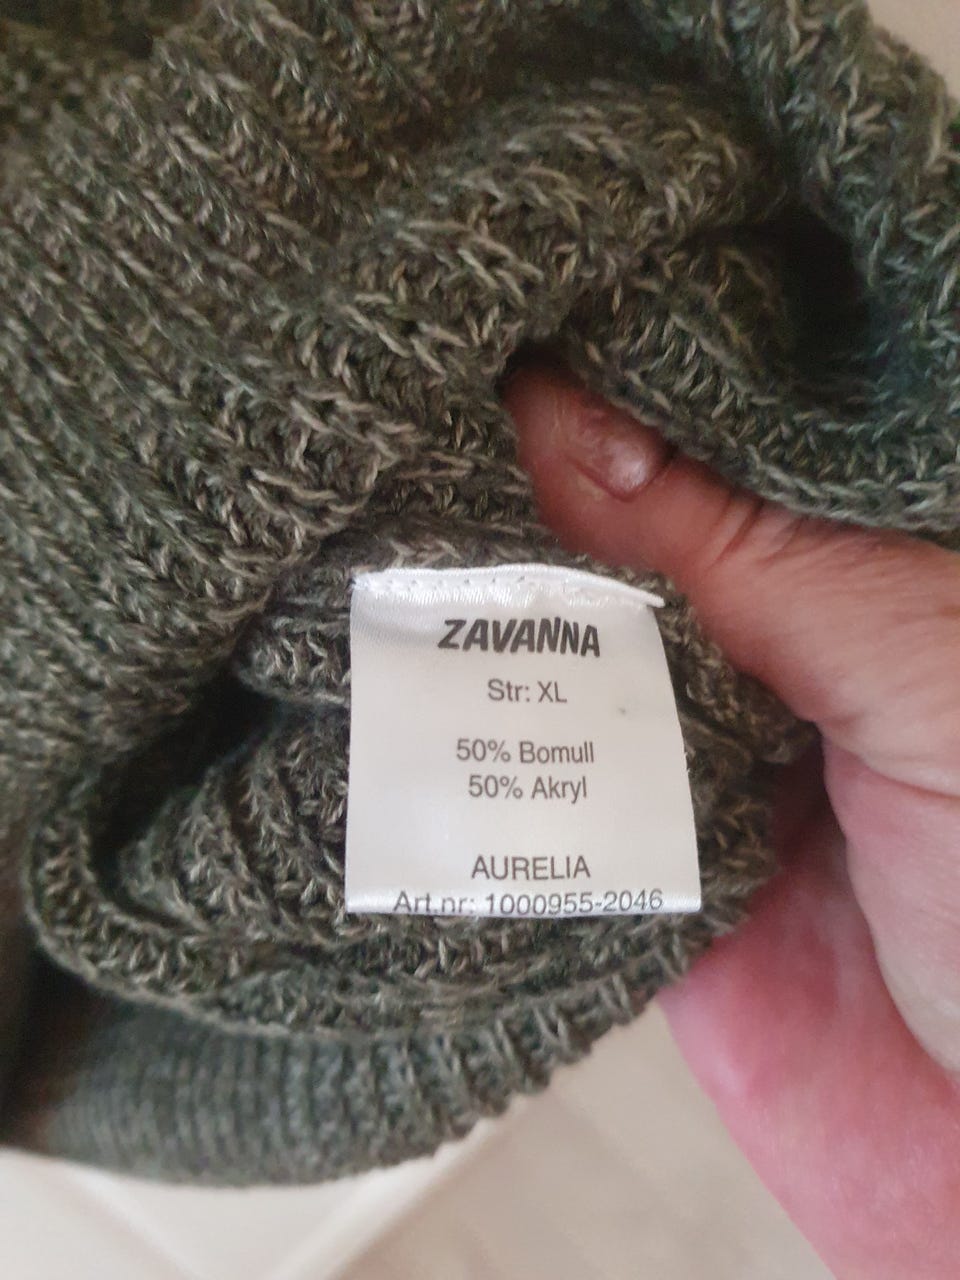 ZAVANNA
Str: XL
50% Bomull
50% Akryl
AURELIA
Art.nr: 1000955-2046